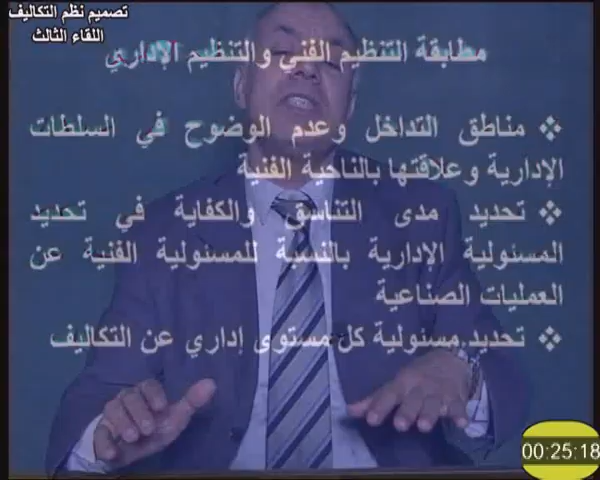 تصميم نظم التكاليف
اللقاء الثالث
مطابقة التنظيم الفني والتنظيم الإداري
❖ مناطق التداخل وعدم الوضوح في السلطات
الإدارية وعلاقتها بالناحية الفنية
❖ تحديد مدى التناسق والكفاية في تحديد
المسئولية الإدارية بالنسبة للمسئولية الفنية عن
العمليات الصناعية
❖ تحديد مسئولية كل مستوى إداري عن التكاليف
00:25:18